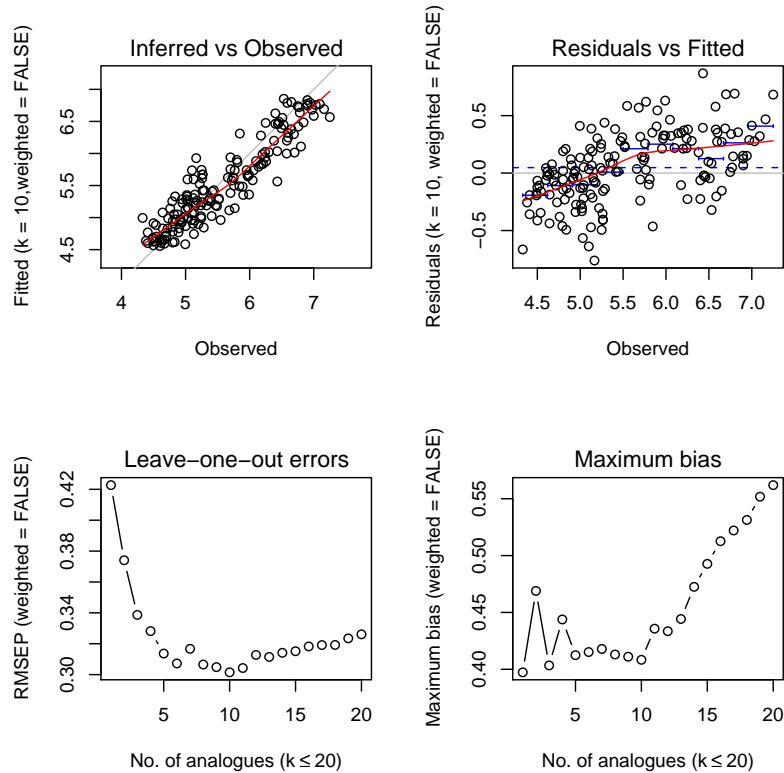 Inferred vs Observed
Fitted (k = 10,weighted = FALSE)
6.5
5.5
4.5
4 5 6 7
Observed
Residuals vs Fitted
Residuals (k = 10, weighted = FALSE)
0.5
0.0
−0.5
4.5 5.0 5.5 6.0 6.5 7.0
Observed
Leave−one−out errors
RMSEP (weighted = FALSE)
0.42
0.38
0.34
0.30
5 10 15 20
No. of analogues (k ≤ 20)
Maximum bias
Maximum bias (weighted = FALSE)
0.55
0.50
0.45
0.40
5 10 15 20
No. of analogues (k ≤ 20)